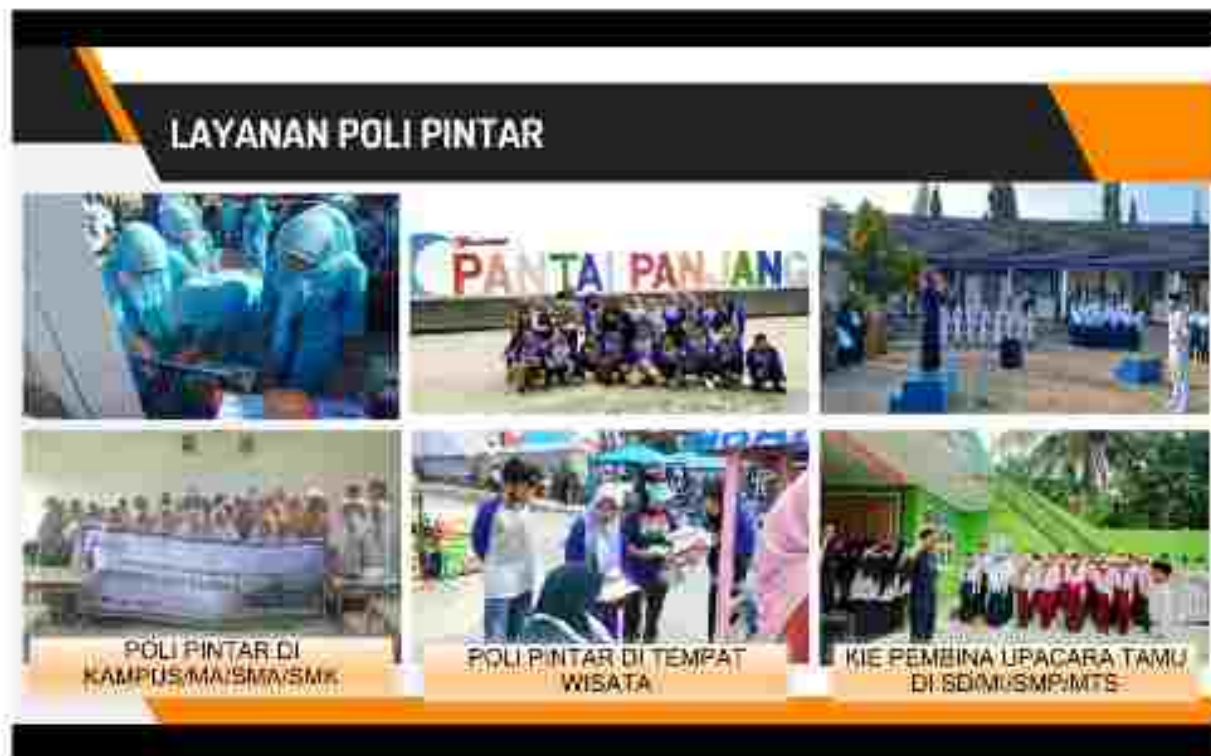 LAYANAN POLI PINTAR
PANTAI PANJANG
POLI PINTAR DI
KAMPUS/MA/SMA/SMK
POLI PINTAR DI TEMPAT
WISATA
KIE PEMBINA UPACARA TAMU
DI SD/MI/SMP/MTS